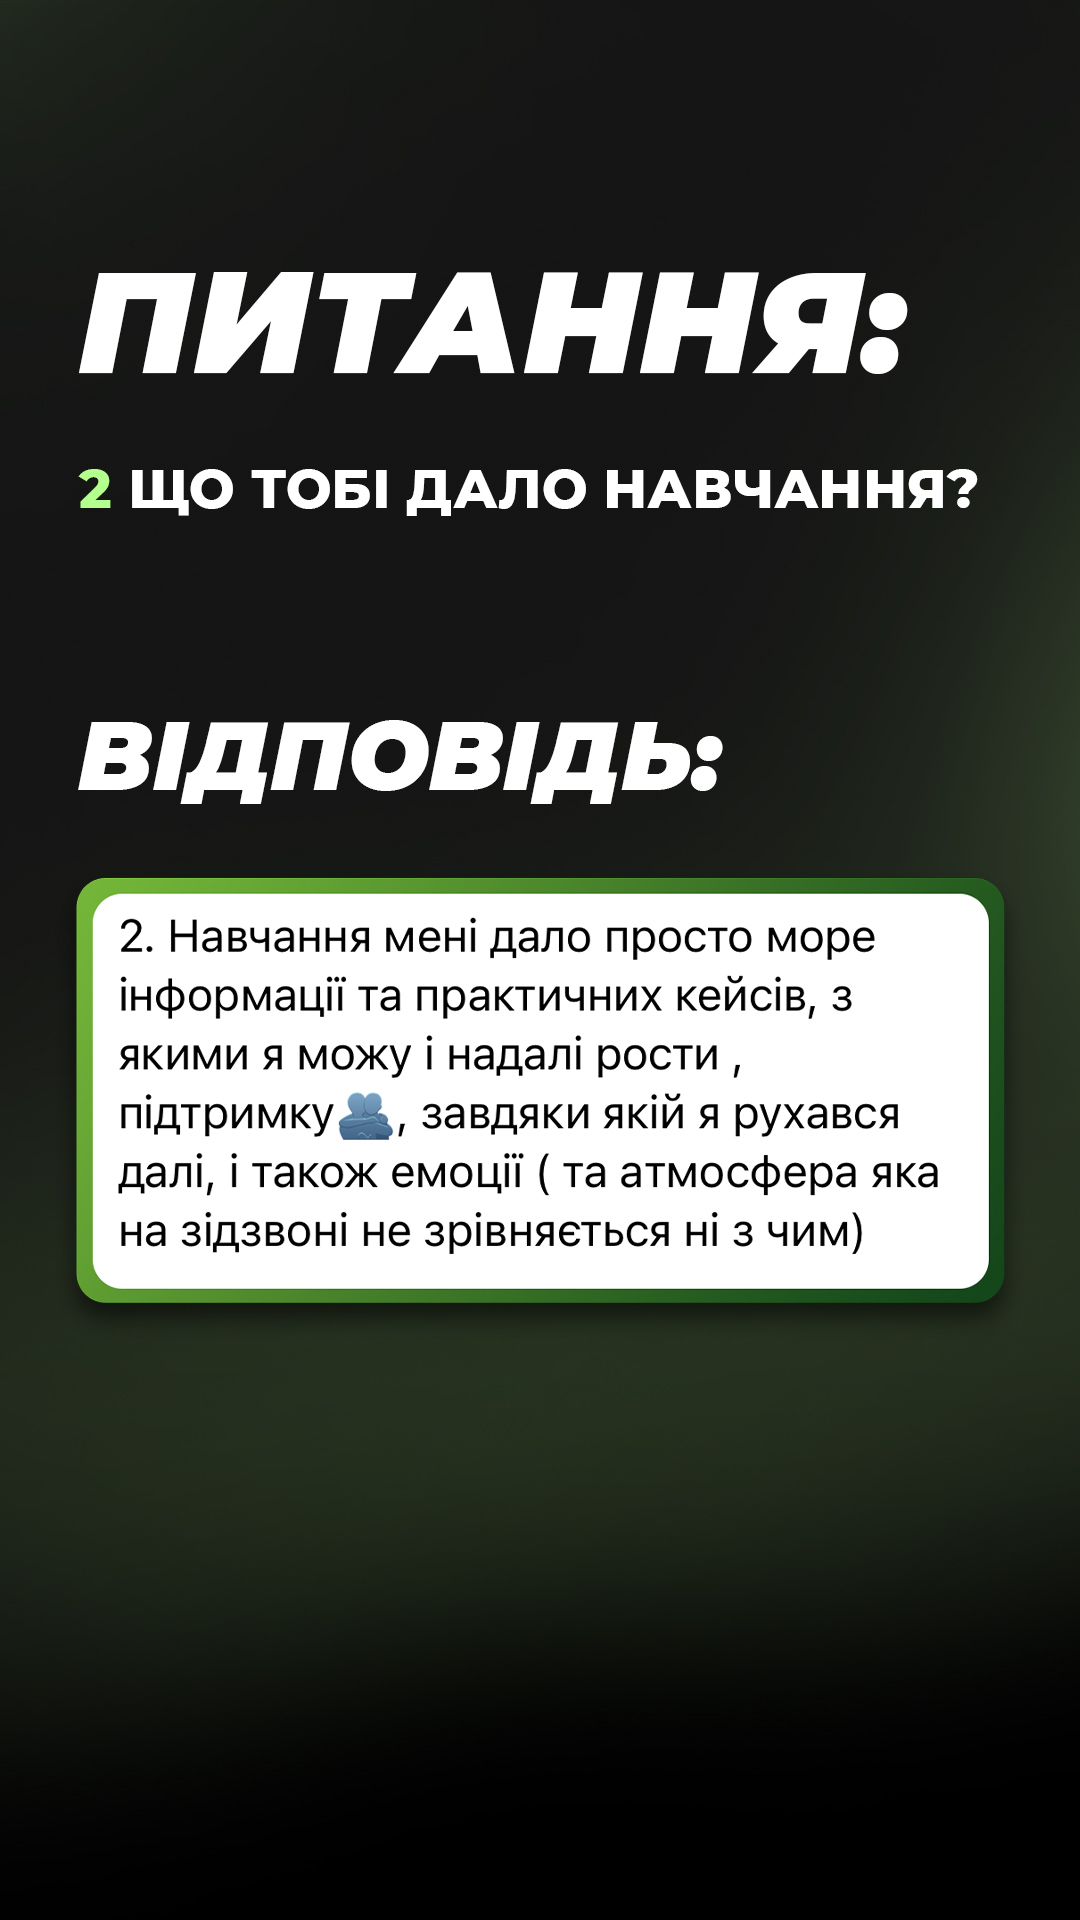 ПИТАННЯ:
2 ЩО ТОБІ ДАЛО НАВЧАННЯ?
ВІДПОВІДЬ:
2. Навчання мені дало просто море
інформації та практичних кейсів, з
якими я можу і надалі рости ,
підтримку🫂, завдяки якій я рухався
далі, і також емоції ( та атмосфера яка
на зідзвоні не зрівняється ні з чим)